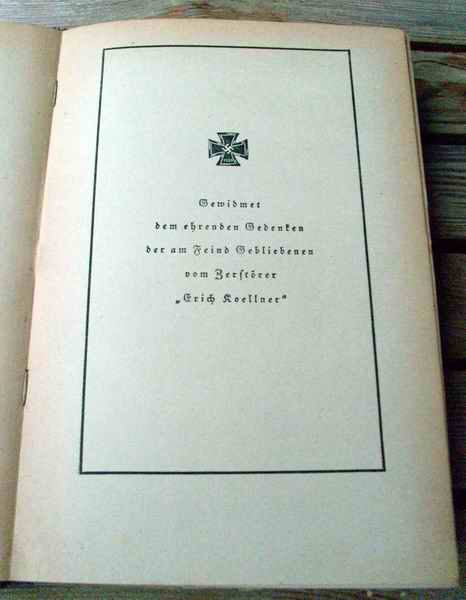 Gewidmet
dem ehrenden Gedenken
der am Feind Gebliebenen
vom Zerstörer
„Erich Koellner“